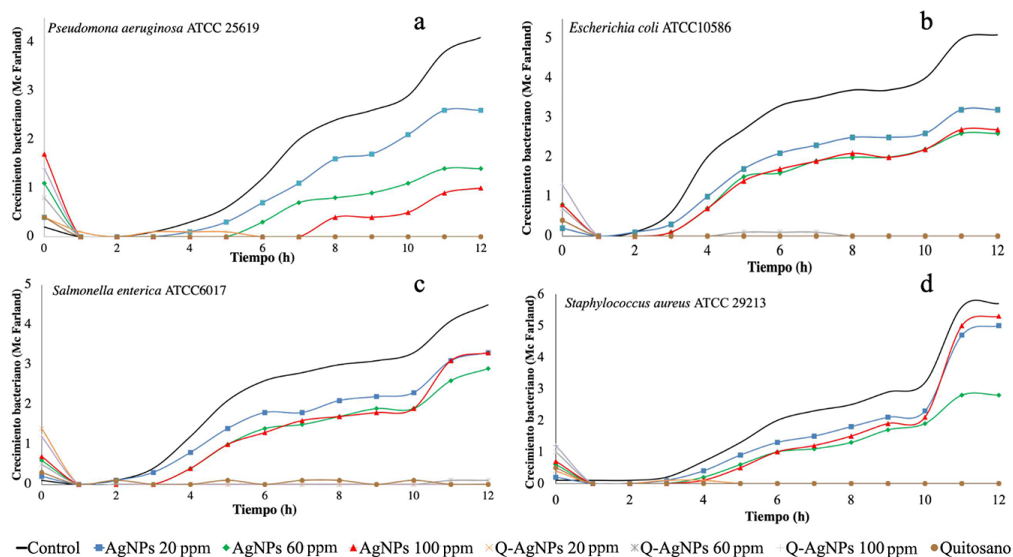 Pseudomona aeruginosa ATCC 25619
a
Crecimiento bacteriano (Mc Farland)
4
3
2
1
0
0 2 4 6 8 10 12
Tiempo (h)
Escherichia coli ATCC10586
b
Crecimiento bacteriano (Mc Farland)
5
4
3
2
1
0
0 2 4 6 8 10 12
Tiempo (h)
Salmonella enterica ATCC6017
c
Crecimiento bacteriano (Mc Farland)
5
4
3
2
1
0
0 2 4 6 8 10 12
Tiempo (h)
Staphylococcus aureus ATCC 29213
d
Crecimiento bacteriano (Mc Farland)
6
5
4
3
2
1
0
0 2 4 6 8 10 12
Tiempo (h)
Control AgNPs 20 ppm AgNPs 60 ppm AgNPs 100 ppm Q-AgNPs 20 ppm Q-AgNPs 60 ppm Q-AgNPs 100 ppm Quitosano